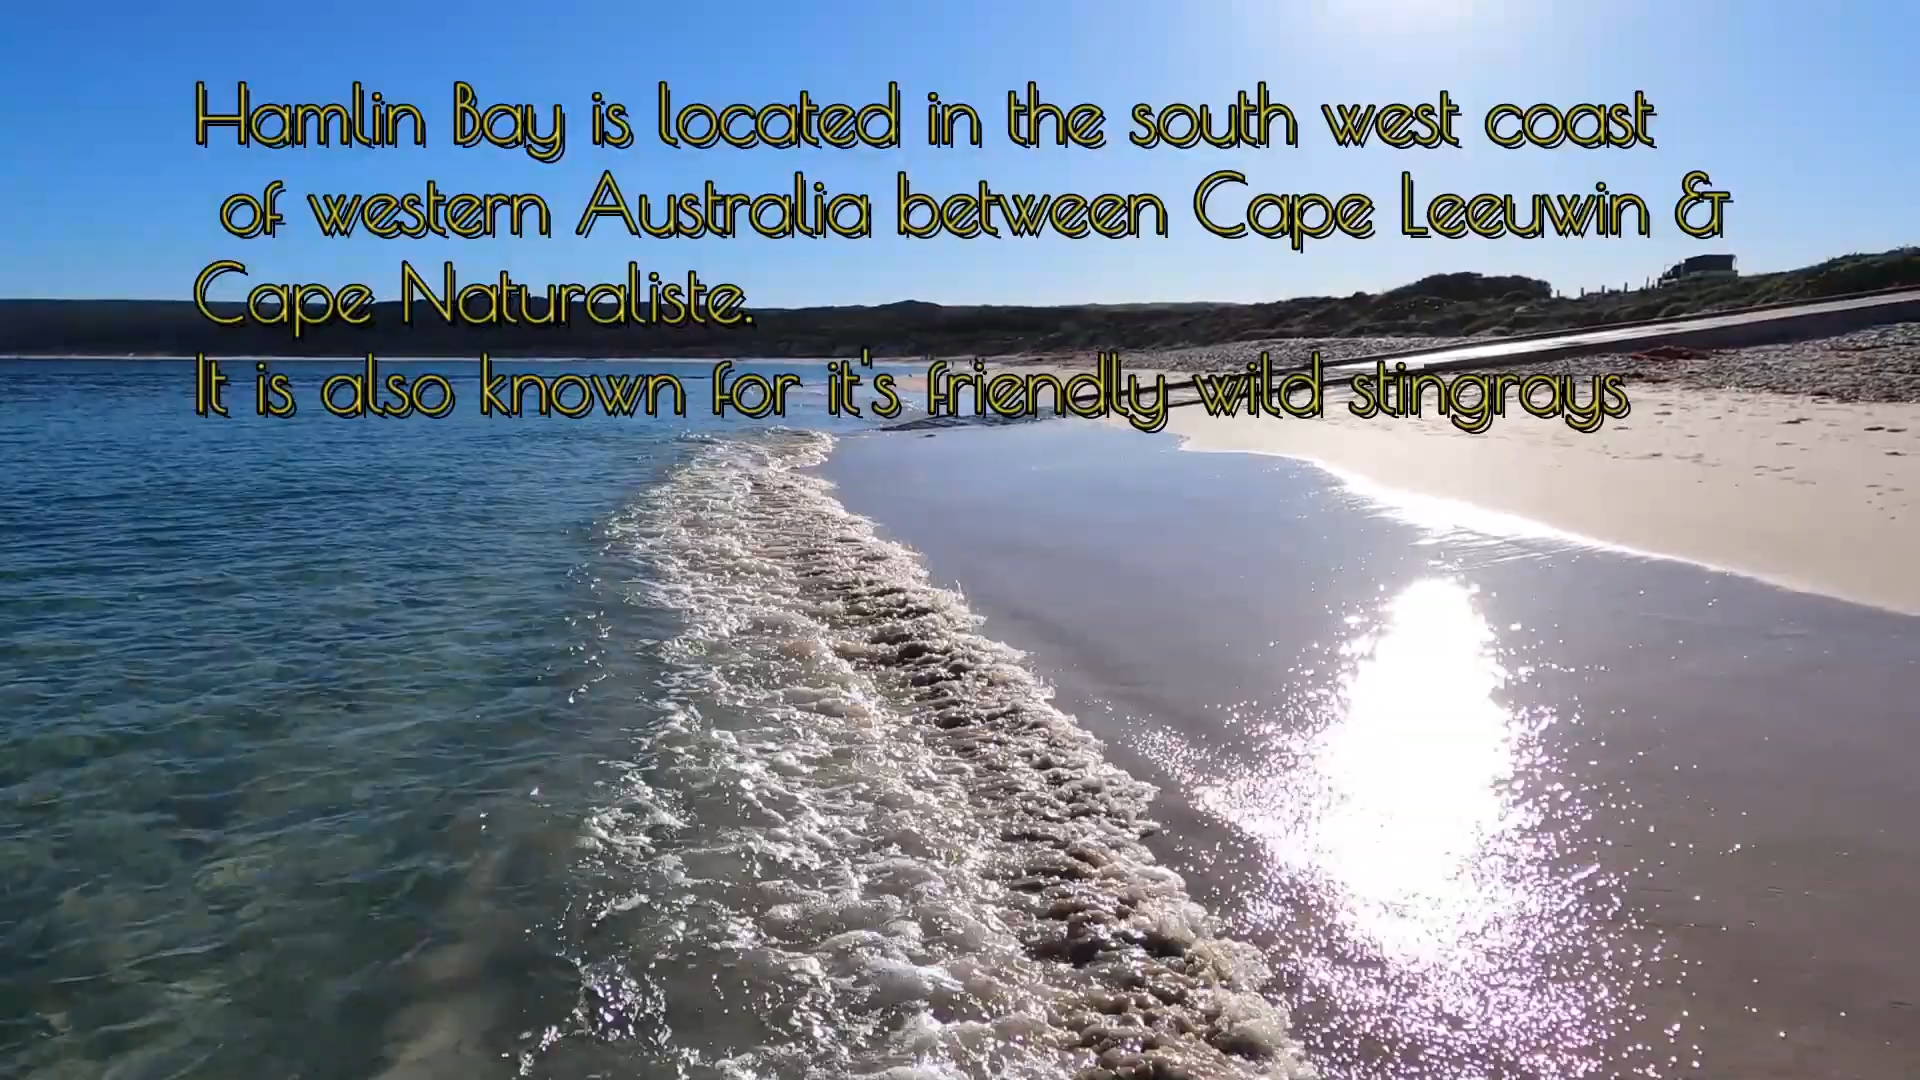 Hamlin Bay is located in the south west coast
of western Australia between Cape Leeuwin &
Cape Naturaliste.
It is also known for it's friendly wild stingrays